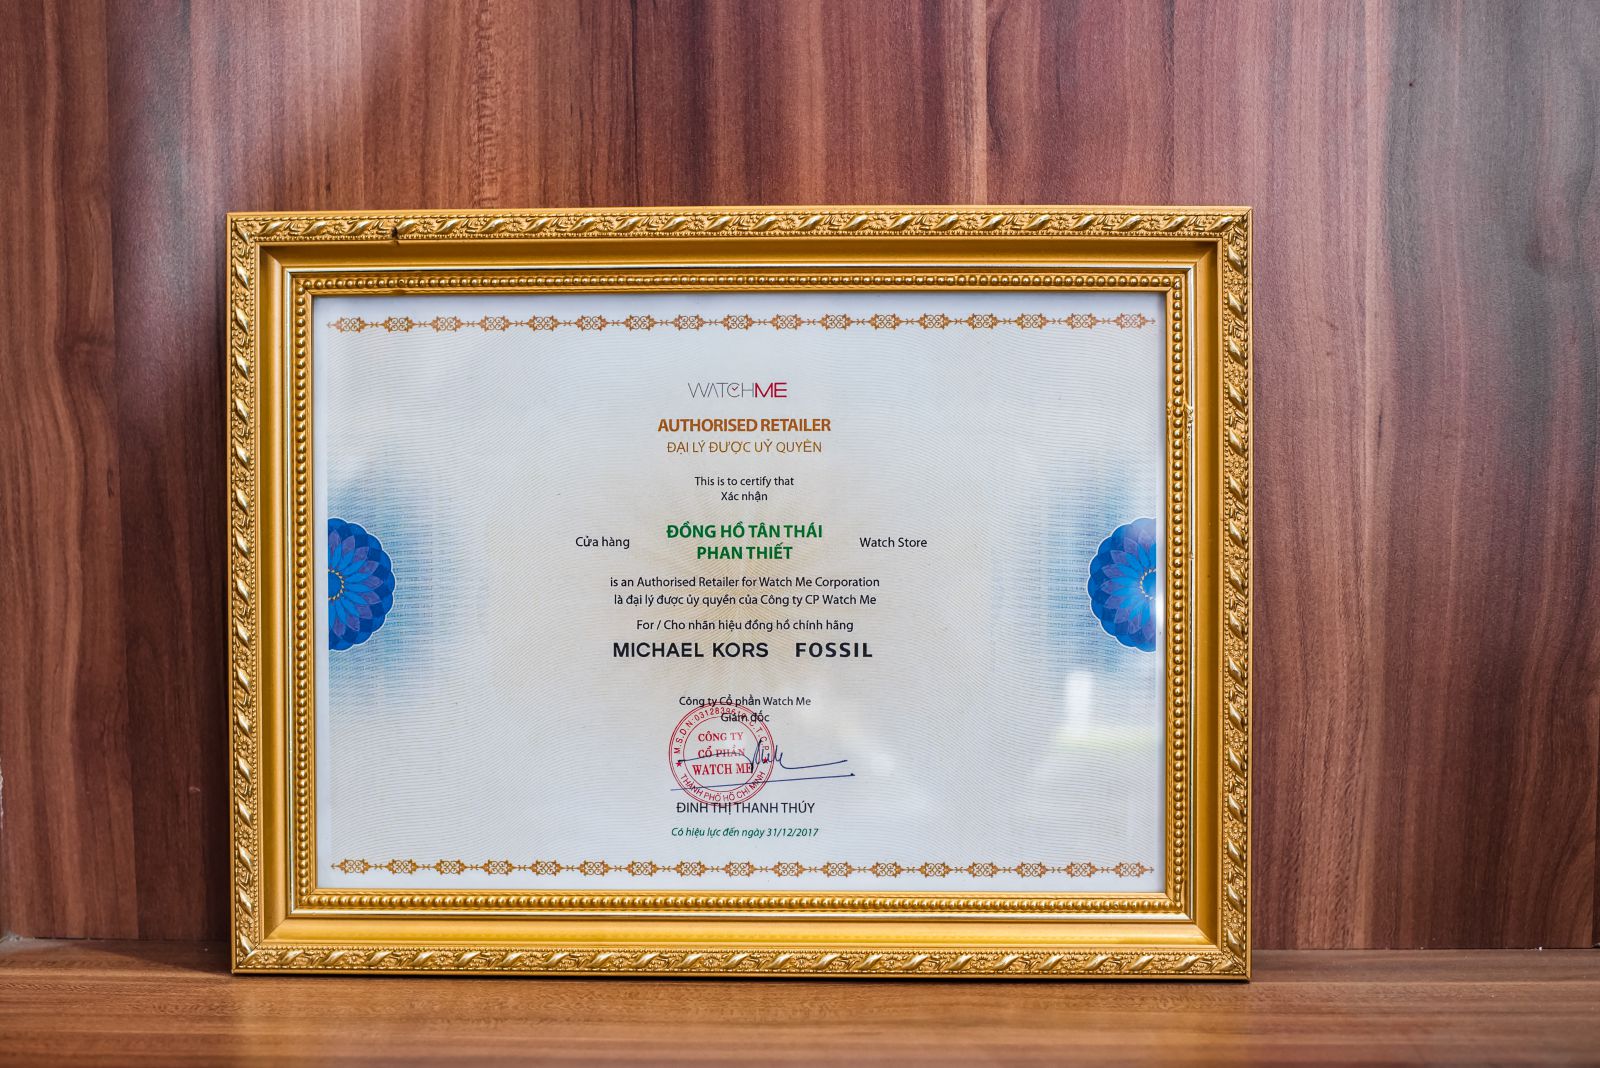 WATCHME
AUTHORISED RETAILER
ĐẠI LÝ ĐƯỢC UỶ QUYỀN
This is to certify that
Xác nhận
Cửa hàng ĐỒNG HỒ TÂN THÁI PHAN THIẾT Watch Store
is an Authorised Retailer for Watch Me Corporation
là đại lý được ủy quyền của Công ty CP Watch Me
For / Cho nhãn hiệu đồng hồ chính hãng
MICHAEL KORS FOSSIL
Công ty Cổ phần Watch Me
Giám đốc
CÔNG TY
CỔ PHẦN
WATCH ME
THÀNH PHỐ HỒ CHÍ MINH
ĐINH THỊ THANH THÚY
Có hiệu lực đến ngày 31/12/2017